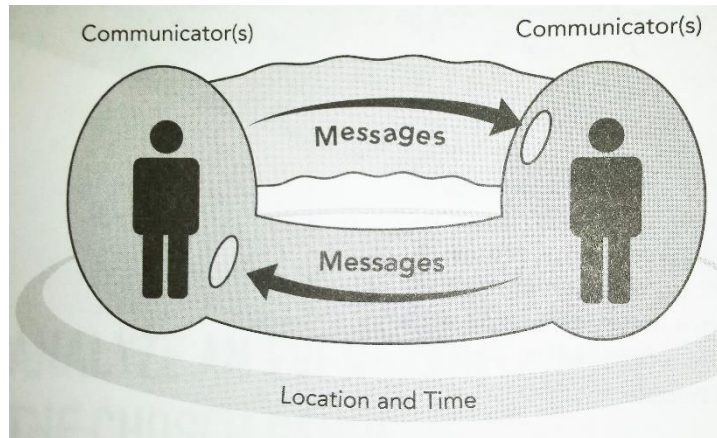 Communicator(s)
Communicator(s)
Messages
Messages
Location and Time